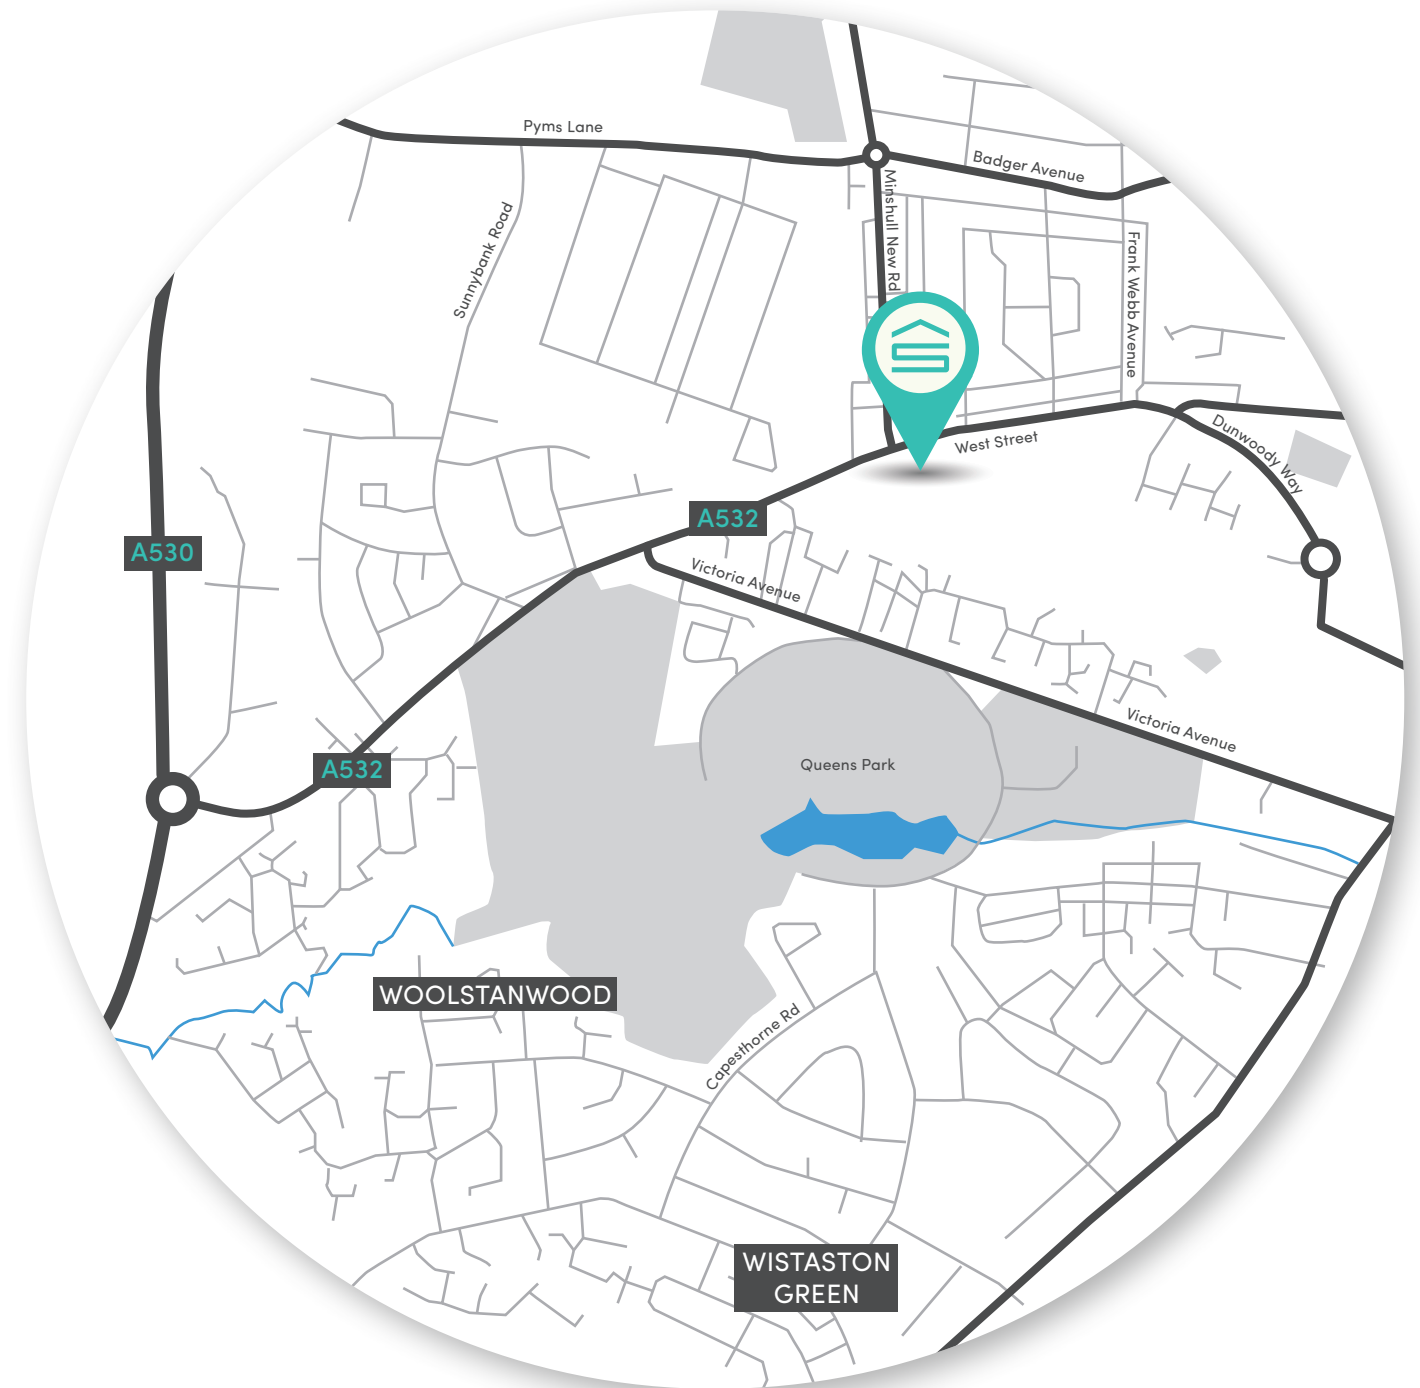 Pyms Lane
Badger Avenue
Minshull New Rd
Sunnybank Road
Frank Webb Avenue
West Street
Dunwoody Way
A532
A530
Victoria Avenue
Victoria Avenue
Queens Park
A532
WOOLSTANWOOD
Capesthorne Rd
WISTASTON
GREEN